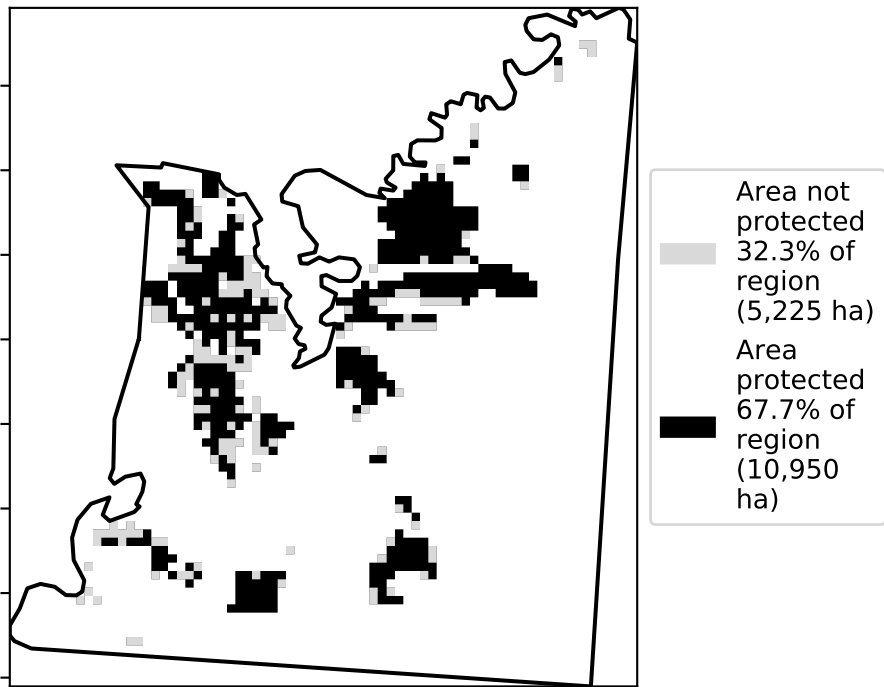 Area not
protected
32.3% of
region
(5,225 ha)
Area
protected
67.7% of
region
(10,950
ha)